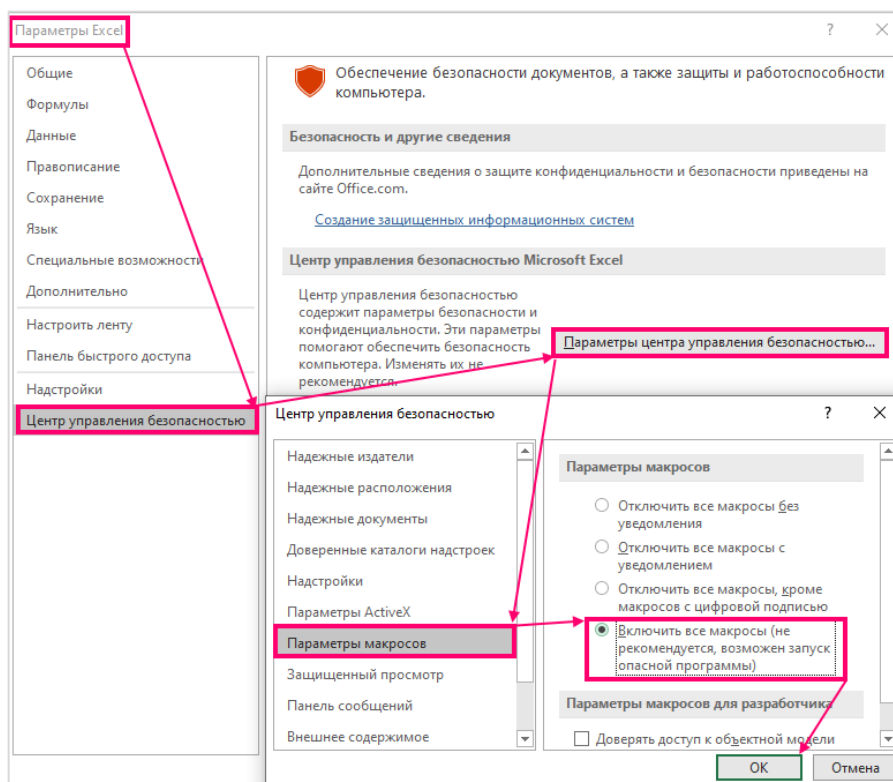 Параметры Excel
?
Общие
Формулы
Данные
Правописание
Сохранение
Язык
Специальные возможности
Дополнительно
Настроить ленту
Панель быстрого доступа
Надстройки
Центр управления безопасностью
Обеспечение безопасности документов, а также защиты и работоспособности
компьютера.
Безопасность и другие сведения
Дополнительные сведения о защите конфиденциальности и безопасности приведены на
сайте Office.com.
Создание защищенных информационных систем
Центр управления безопасностью Microsoft Excel
Центр управления безопасностью
содержит параметры безопасности и
конфиденциальности. Эти параметры
помогают обеспечить безопасность
компьютера. Изменять их не
рекомендуется.
Параметры центра управления безопасностью...
Центр управления безопасностью
?
Надежные издатели
Надежные расположения
Надежные документы
Доверенные каталоги надстроек
Надстройки
Параметры ActiveX
Параметры макросов
Защищенный просмотр
Панель сообщений
Внешнее содержимое
Параметры макросов
Отключить все макросы без
уведомления
Отключить все макросы с
уведомлением
Отключить все макросы, кроме
макросов с цифровой подписью
Включить все макросы (не
рекомендуется, возможен запуск
опасной программы)
Параметры макросов для разработчика
Доверять доступ к объектной модели
ОК
Отмена